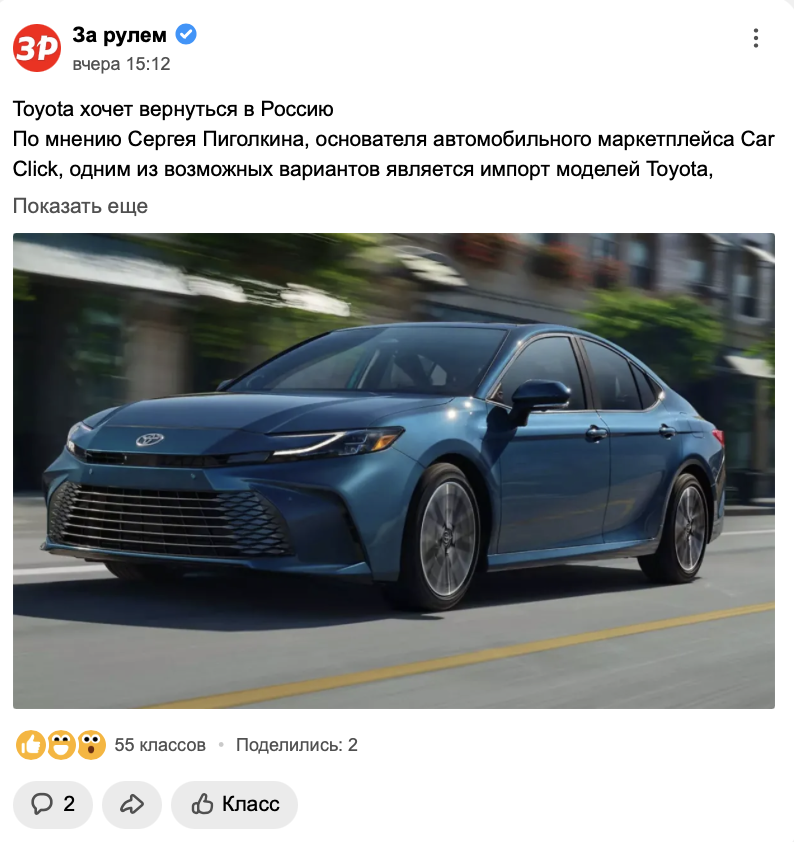 ЗР
За рулем
вчера 15:12
Toyota хочет вернуться в Россию
По мнению Сергея Пиголкина, основателя автомобильного маркетплейса Car
Click, одним из возможных вариантов является импорт моделей Toyota,
Показать еще
55 классов • Поделились: 2
2
Класс